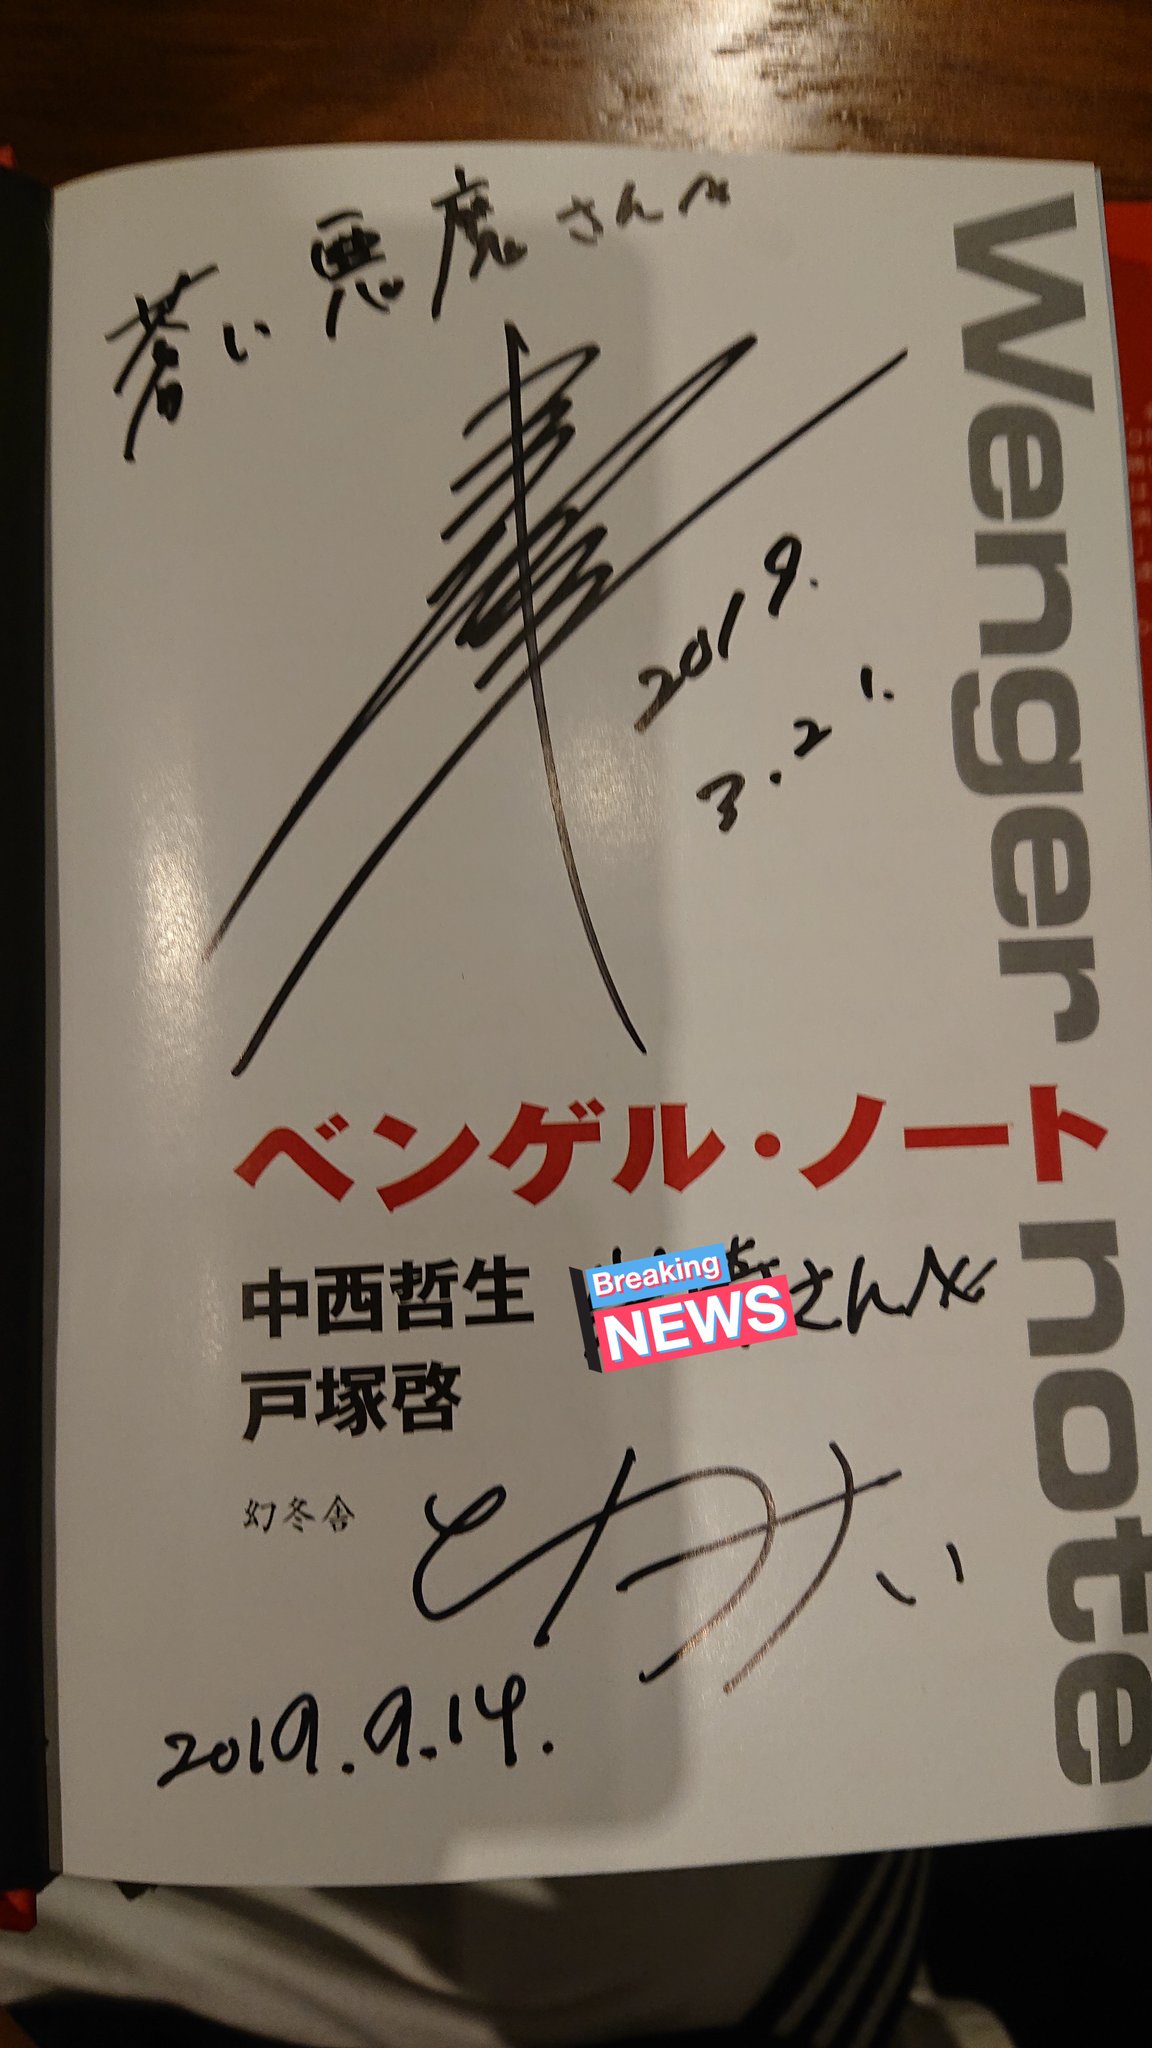 蒼い悪魔さんへ
2019.
3.21.
Wenger note
ベンゲル・ノート
中西哲生
さんへ
Breaking
NEWS
戸塚啓
幻冬舎
2019.9.14.